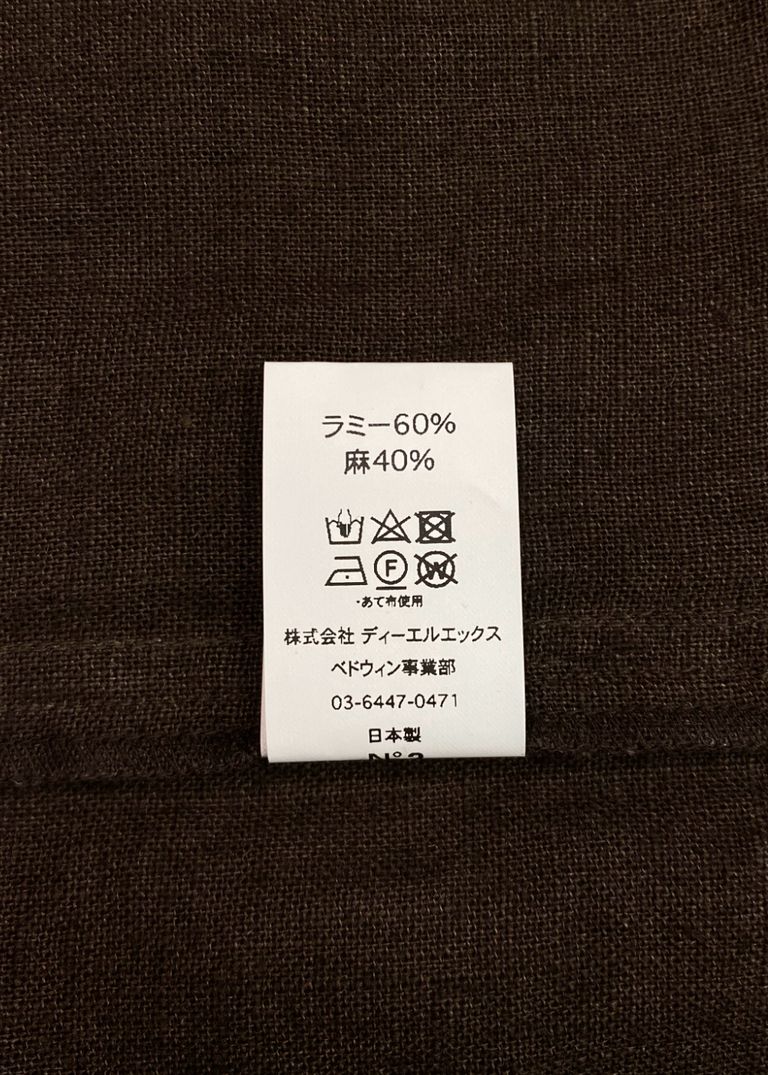 ラミー60%
麻40%
F W
・あて布使用
株式会社 ディーエルエックス
ベドウィン事業部
03-6447-0471
日本製